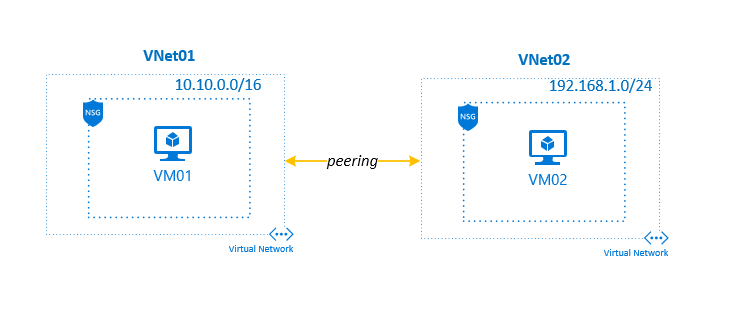 VNet01
10.10.0.0/16
NSG
VM01
Virtual Network
peering
VNet02
192.168.1.0/24
NSG
VM02
Virtual Network